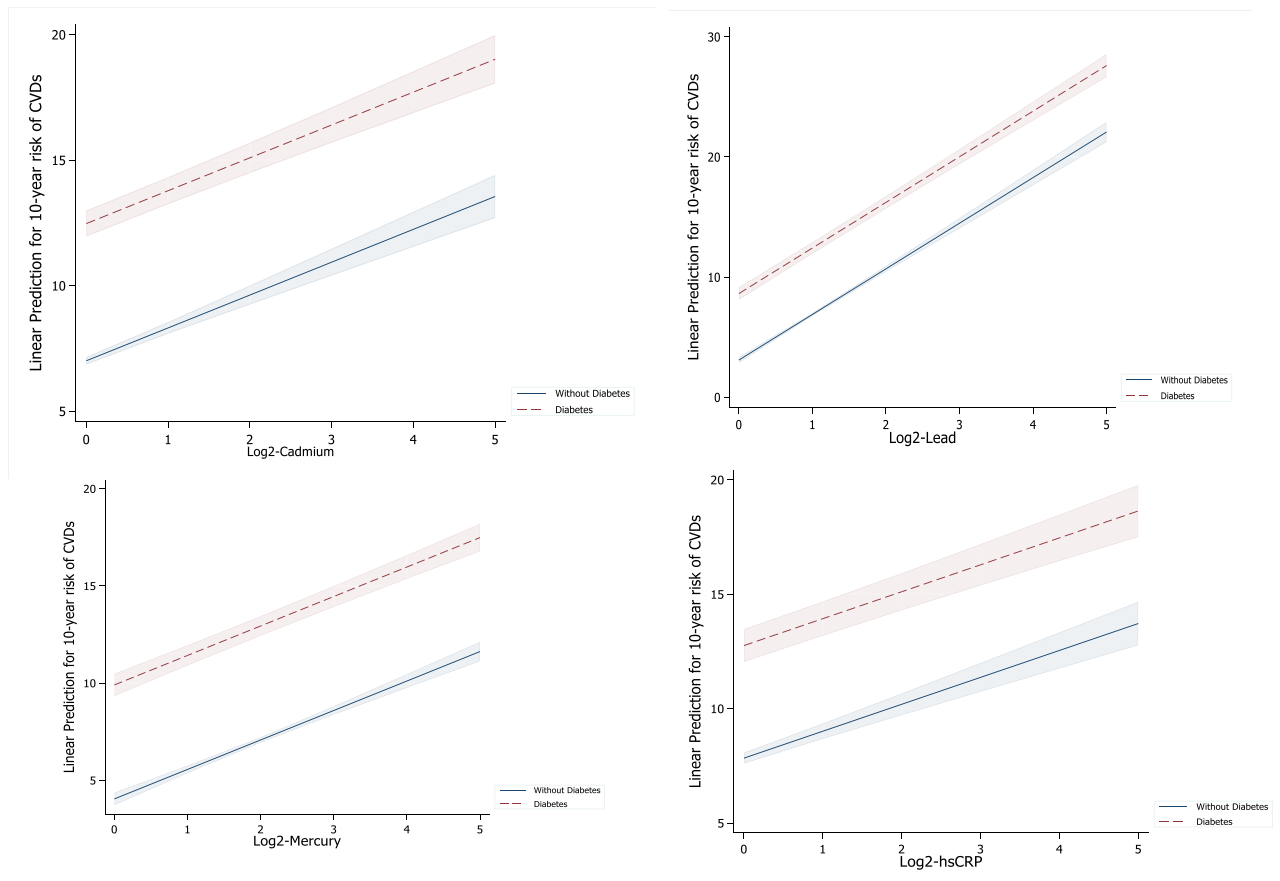 Linear Prediction for 10-year risk of CVDs
20
15
10
5
0 1 2 3 4 5
Log2-Cadmium
Without Diabetes
Diabetes
Linear Prediction for 10-year risk of CVDs
30
20
10
0
0 1 2 3 4 5
Log2-Lead
Without Diabetes
Diabetes
Linear Prediction for 10-year risk of CVDs
20
15
10
5
0 1 2 3 4 5
Log2-Mercury
Without Diabetes
Diabetes
Linear Prediction for 10-year risk of CVDs
20
15
10
5
0 1 2 3 4 5
Log2-hsCRP
Without Diabetes
Diabetes